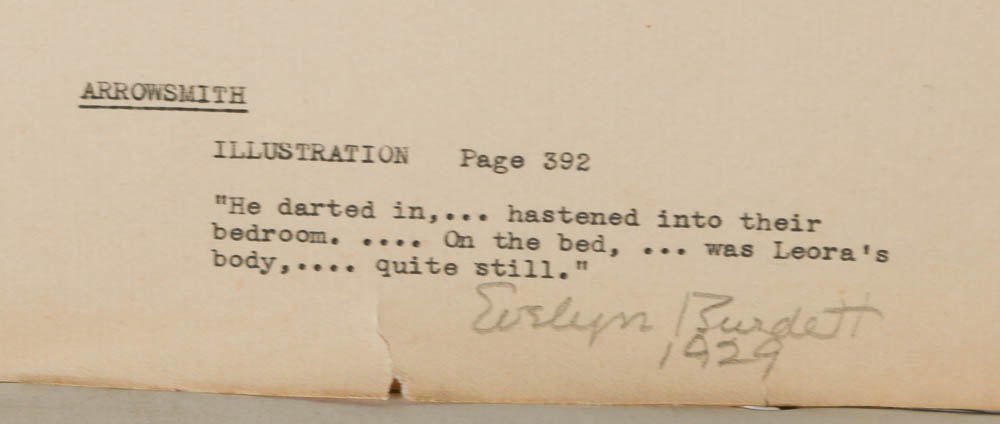 ARROWSMITH
ILLUSTRATION Page 392
"He darted in,... hastened into their
bedroom. .... On the bed, ... was Leora's
body,.... quite still."
Evelyn Burdett
1929